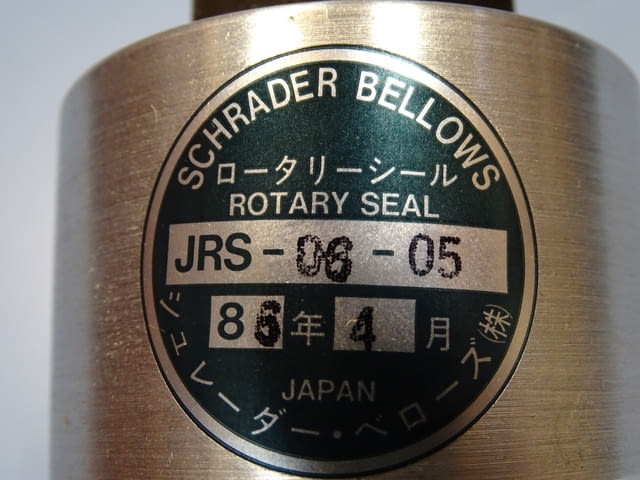 SCHRADER BELLOWS
ロータリーシール
ROTARY SEAL
JRS-06-05
86年4月
JAPAN
シュレーダー・ベローズ(株)